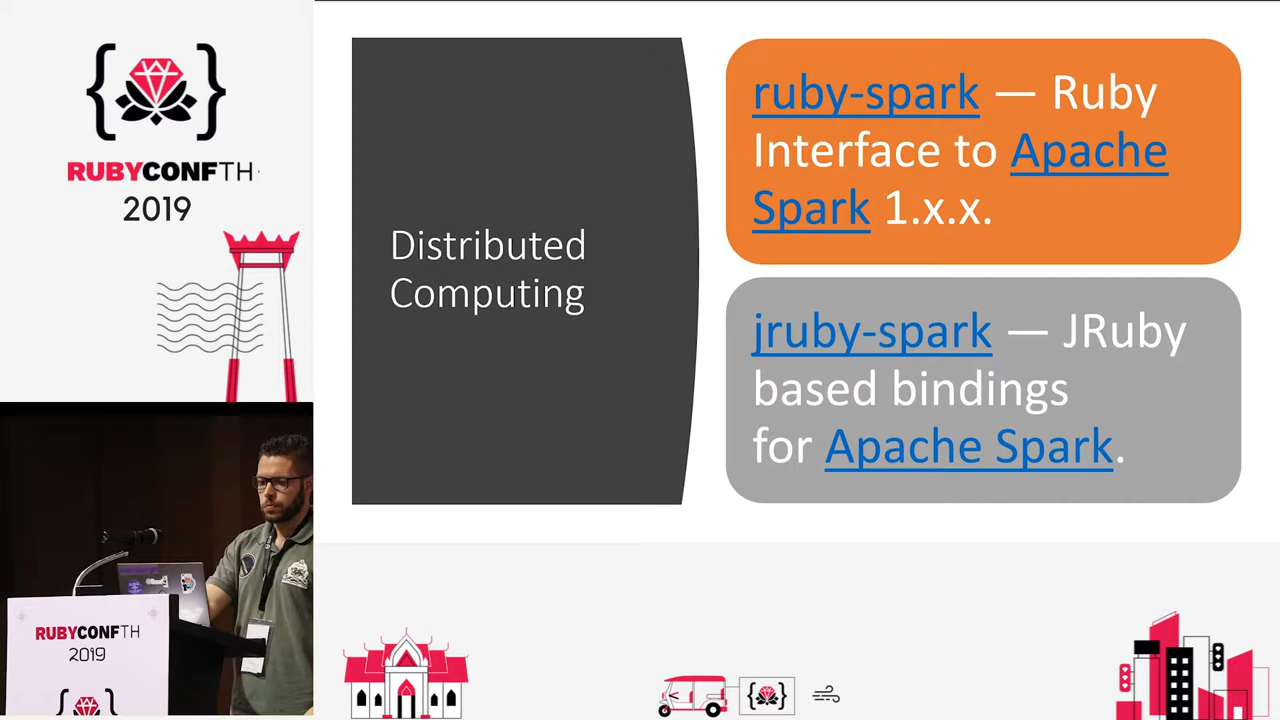 RUBYCONFTH
2019
Distributed
Computing
ruby-spark — Ruby
Interface to Apache
Spark 1.x.x.
jruby-spark — JRuby
based bindings
for Apache Spark.
RUBYCONFTH
2019